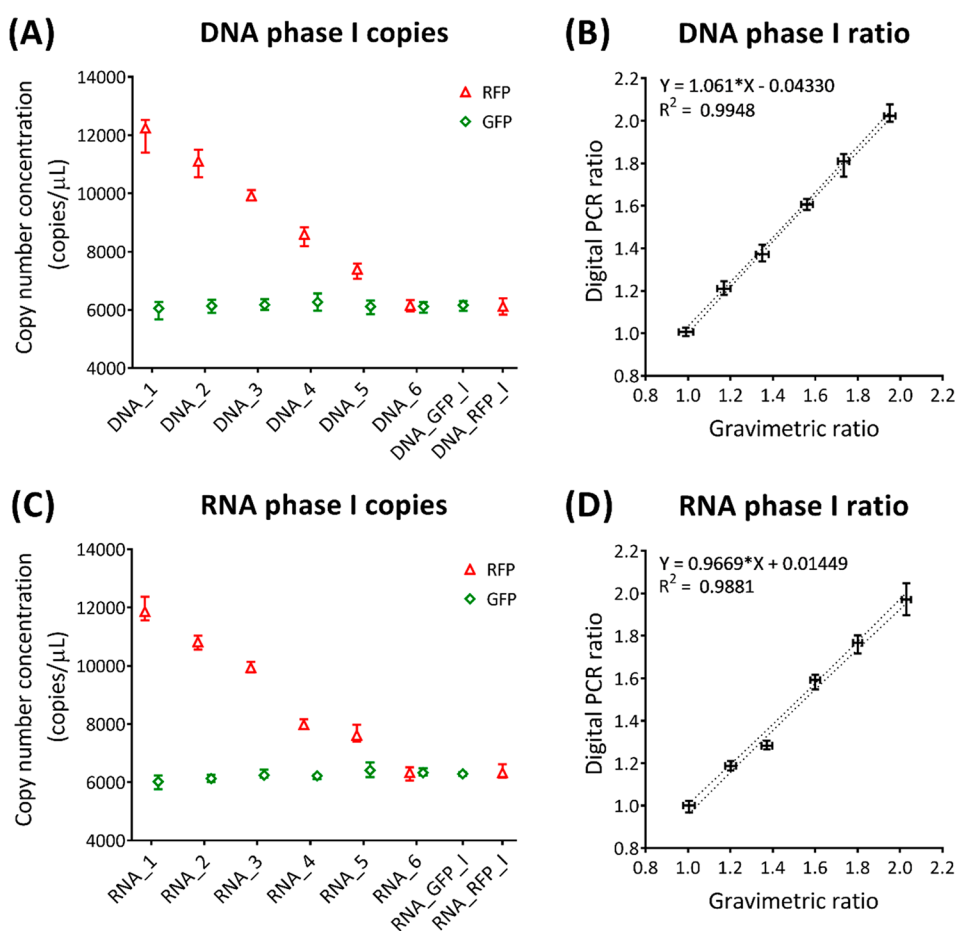 (A) DNA phase I copies
Copy number concentration
(copies/μL)
14000
12000
10000
8000
6000
4000
RFP
GFP
DNA_1
DNA_2
DNA_3
DNA_4
DNA_5
DNA_6
DNA_GFP_I
DNA_RFP_I
(B) DNA phase I ratio
Y = 1.061*X - 0.04330
R² = 0.9948
Digital PCR ratio
2.2
2.0
1.8
1.6
1.4
1.2
1.0
0.8
0.8 1.0 1.2 1.4 1.6 1.8 2.0 2.2
Gravimetric ratio
(C) RNA phase I copies
Copy number concentration
(copies/μL)
14000
12000
10000
8000
6000
4000
RFP
GFP
RNA_1
RNA_2
RNA_3
RNA_4
RNA_5
RNA_6
RNA_GFP_I
RNA_RFP_I
(D) RNA phase I ratio
Y = 0.9669*X + 0.01449
R² = 0.9881
Digital PCR ratio
2.2
2.0
1.8
1.6
1.4
1.2
1.0
0.8
0.8 1.0 1.2 1.4 1.6 1.8 2.0 2.2
Gravimetric ratio